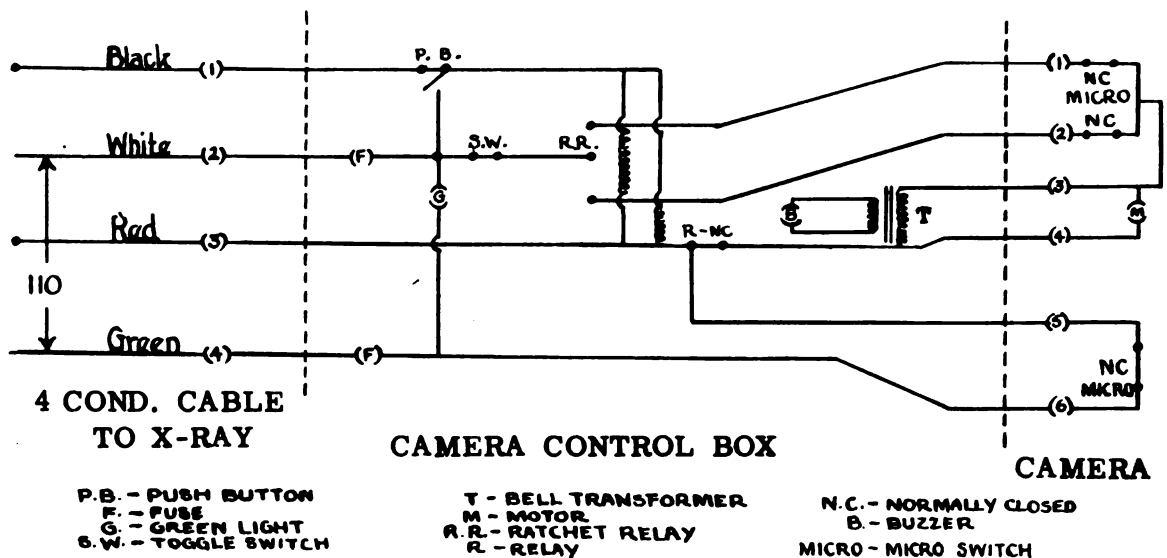 Black (1) P. B. (1)
NC
MICRO
White (2) (F) S.W. R.R. (2) NC
G (3)
B T M
Red (3) R-NC (4)
110
(5)
Green (4) (F) NC
MICRO
(6)
4 COND. CABLE
TO X-RAY
CAMERA CONTROL BOX
CAMERA
P.B. - PUSH BUTTON
F. - FUSE
G. - GREEN LIGHT
S.W. - TOGGLE SWITCH
T - BELL TRANSFORMER
M - MOTOR
R.R. - RATCHET RELAY
R - RELAY
N.C. - NORMALLY CLOSED
B. - BUZZER
MICRO - MICRO SWITCH